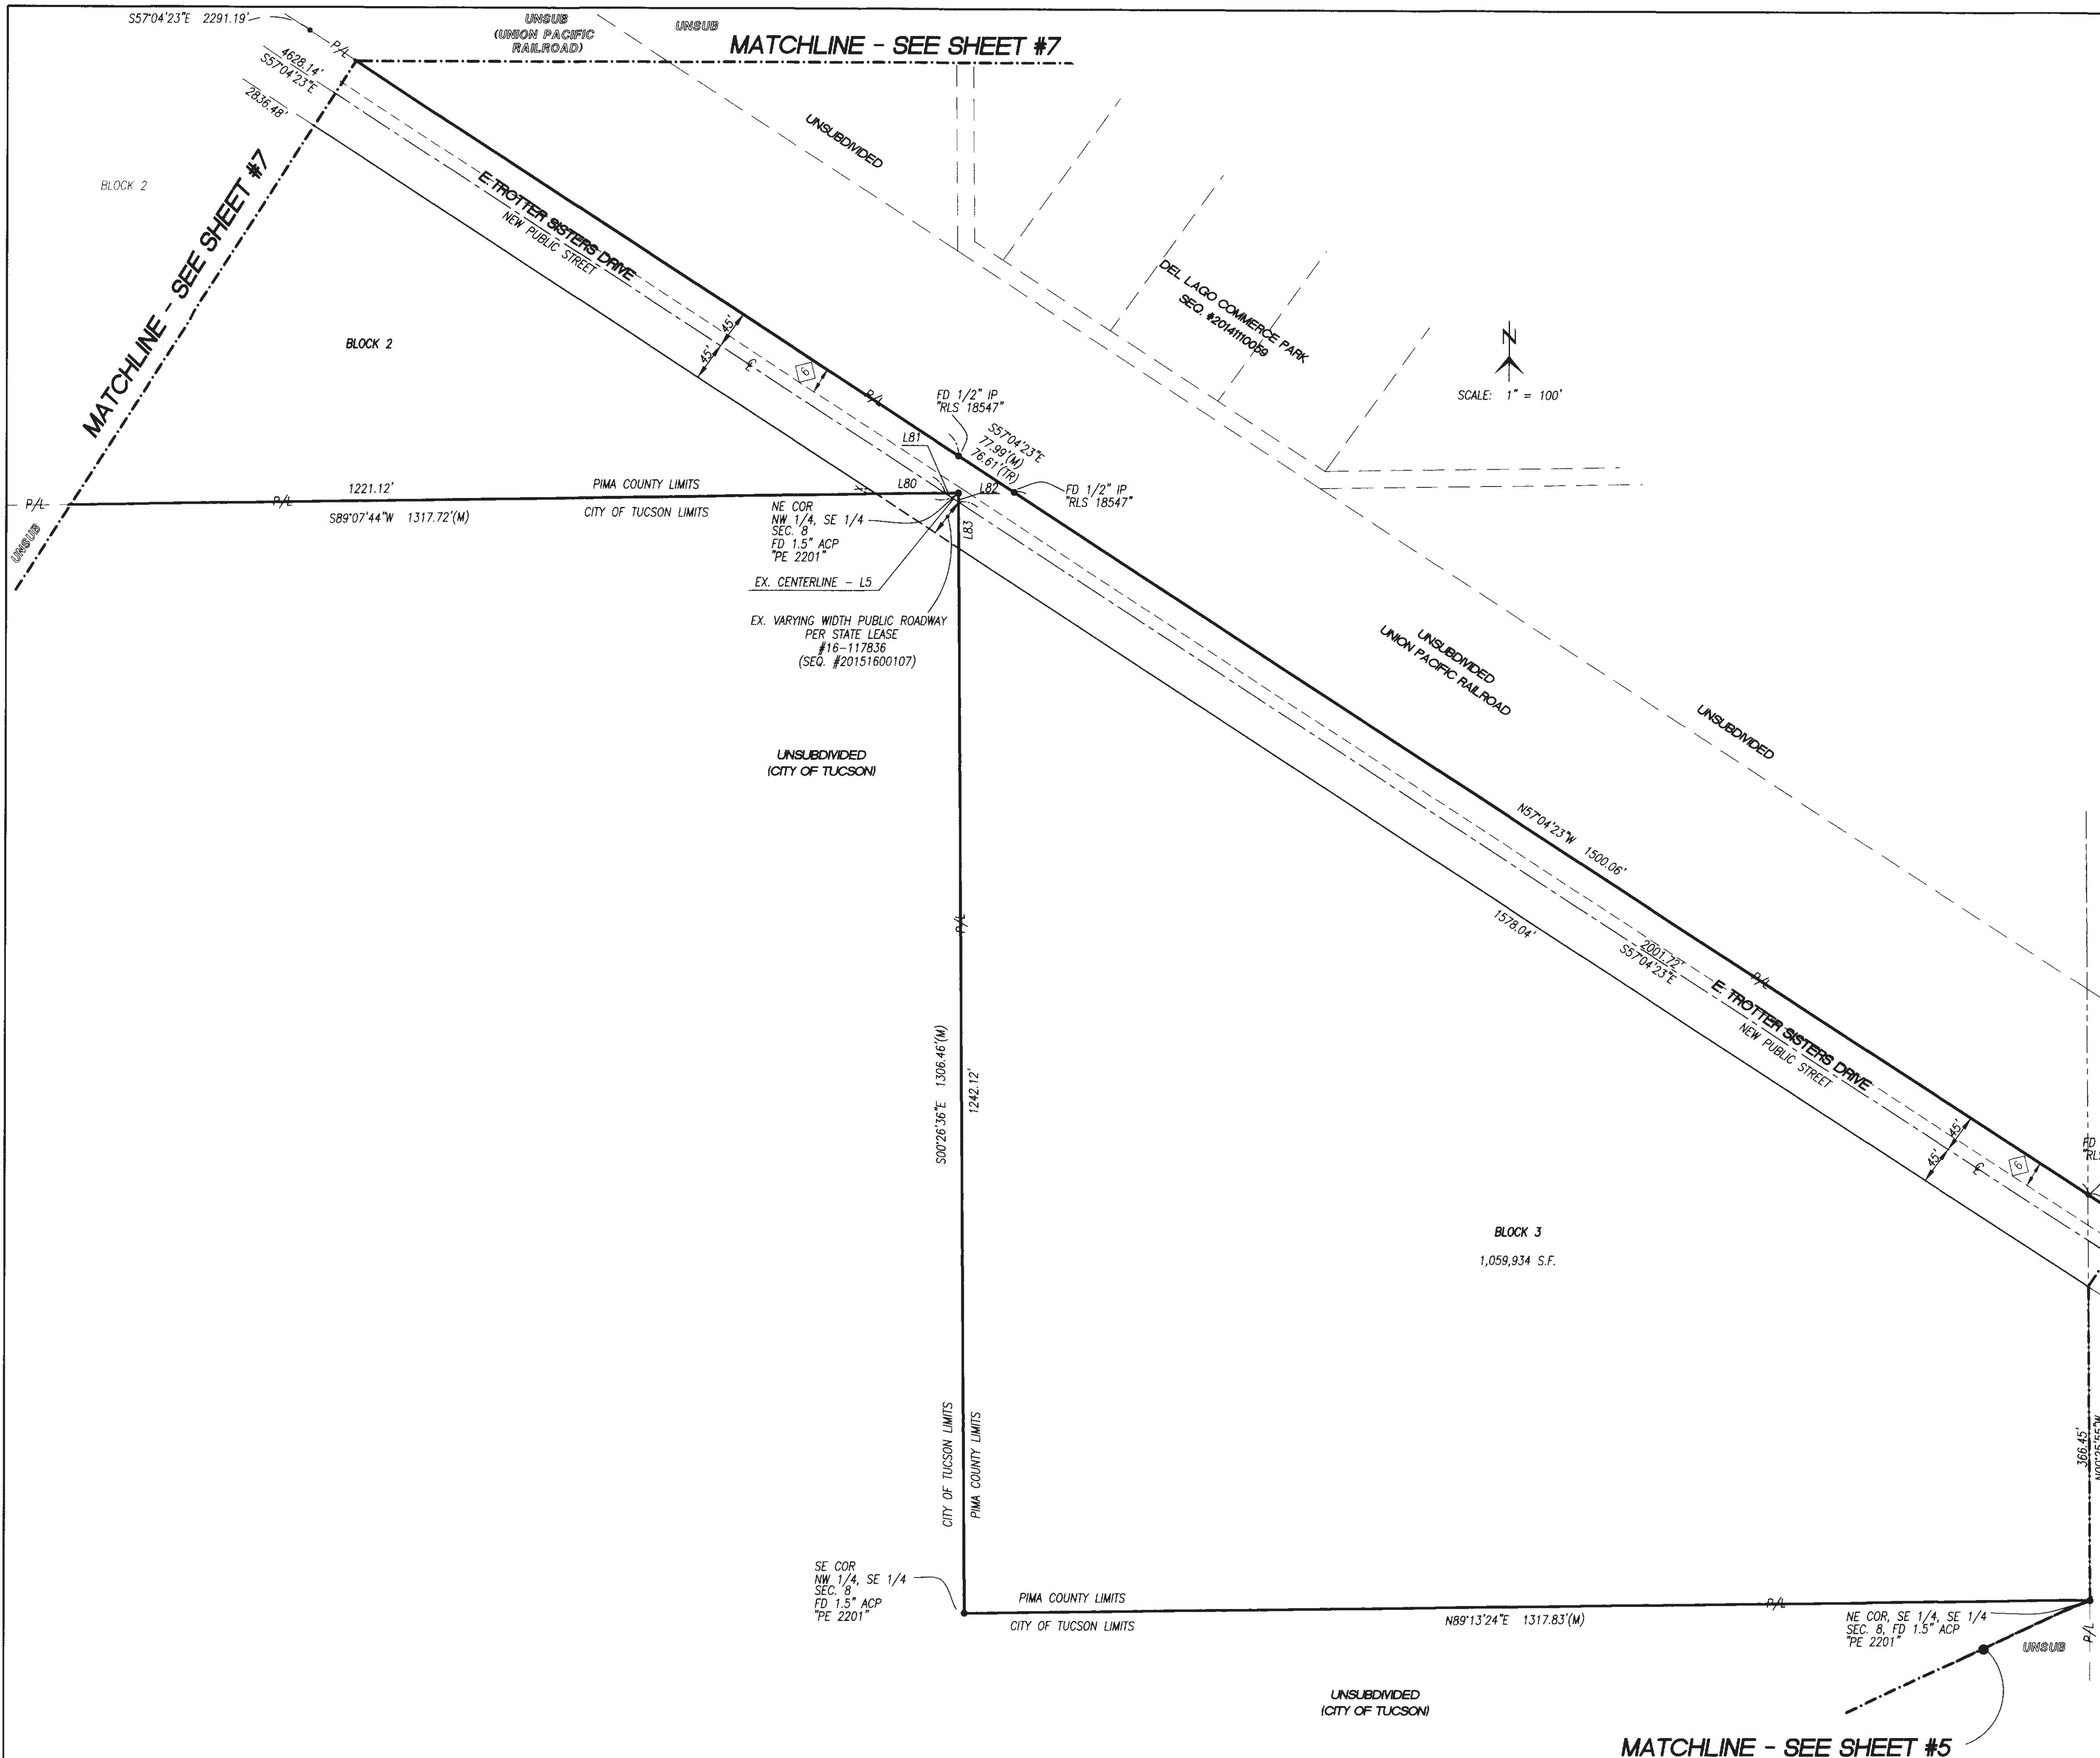 S57°04'23"E 2291.19'
UNSUB
(UNION PACIFIC
RAILROAD)
UNSUB
MATCHLINE - SEE SHEET #7
P/L
4628.14'
S57°04'23"E
2836.48'
BLOCK 2
MATCHLINE - SEE SHEET #7
UNSUBDIVIDED
E. TROTTER SISTERS DRIVE
NEW PUBLIC STREET
DEL LAGO COMMERCE PARK
SEQ. #20141110059
N
SCALE: 1" = 100'
BLOCK 2
45'
45'
℄
6
P/L
FD 1/2" IP
"RLS 18547"
S57°04'23"E
77.99'(M)
76.61'(TR)
FD 1/2" IP
"RLS 18547"
L81
L80
L82
L83
P/L
UNSUB
1221.12'
P/L
S89°07'44"W 1317.72'(M)
PIMA COUNTY LIMITS
CITY OF TUCSON LIMITS
NE COR
NW 1/4, SE 1/4
SEC. 8
FD 1.5" ACP
"PE 2201"
EX. CENTERLINE - L5
EX. VARYING WIDTH PUBLIC ROADWAY
PER STATE LEASE
#16-117836
(SEQ. #20151600107)
UNSUBDIVIDED
UNION PACIFIC RAILROAD
UNSUBDIVIDED
UNSUBDIVIDED
(CITY OF TUCSON)
N57°04'23"W 1500.06'
1578.04'
P/L
2001.72'
S57°04'23"E
P/L
E. TROTTER SISTERS DRIVE
NEW PUBLIC STREET
S00°26'36"E 1306.46'(M)
1242.12'
45'
45'
℄
6
FD
"RLS
BLOCK 3
1,059,934 S.F.
CITY OF TUCSON LIMITS
PIMA COUNTY LIMITS
366.45'
N00°25'55"W
SE COR
NW 1/4, SE 1/4
SEC. 8
FD 1.5" ACP
"PE 2201"
PIMA COUNTY LIMITS
CITY OF TUCSON LIMITS
N89°13'24"E 1317.83'(M)
P/L
NE COR, SE 1/4, SE 1/4
SEC. 8, FD 1.5" ACP
"PE 2201"
UNSUB
P/L
UNSUBDIVIDED
(CITY OF TUCSON)
MATCHLINE - SEE SHEET #5